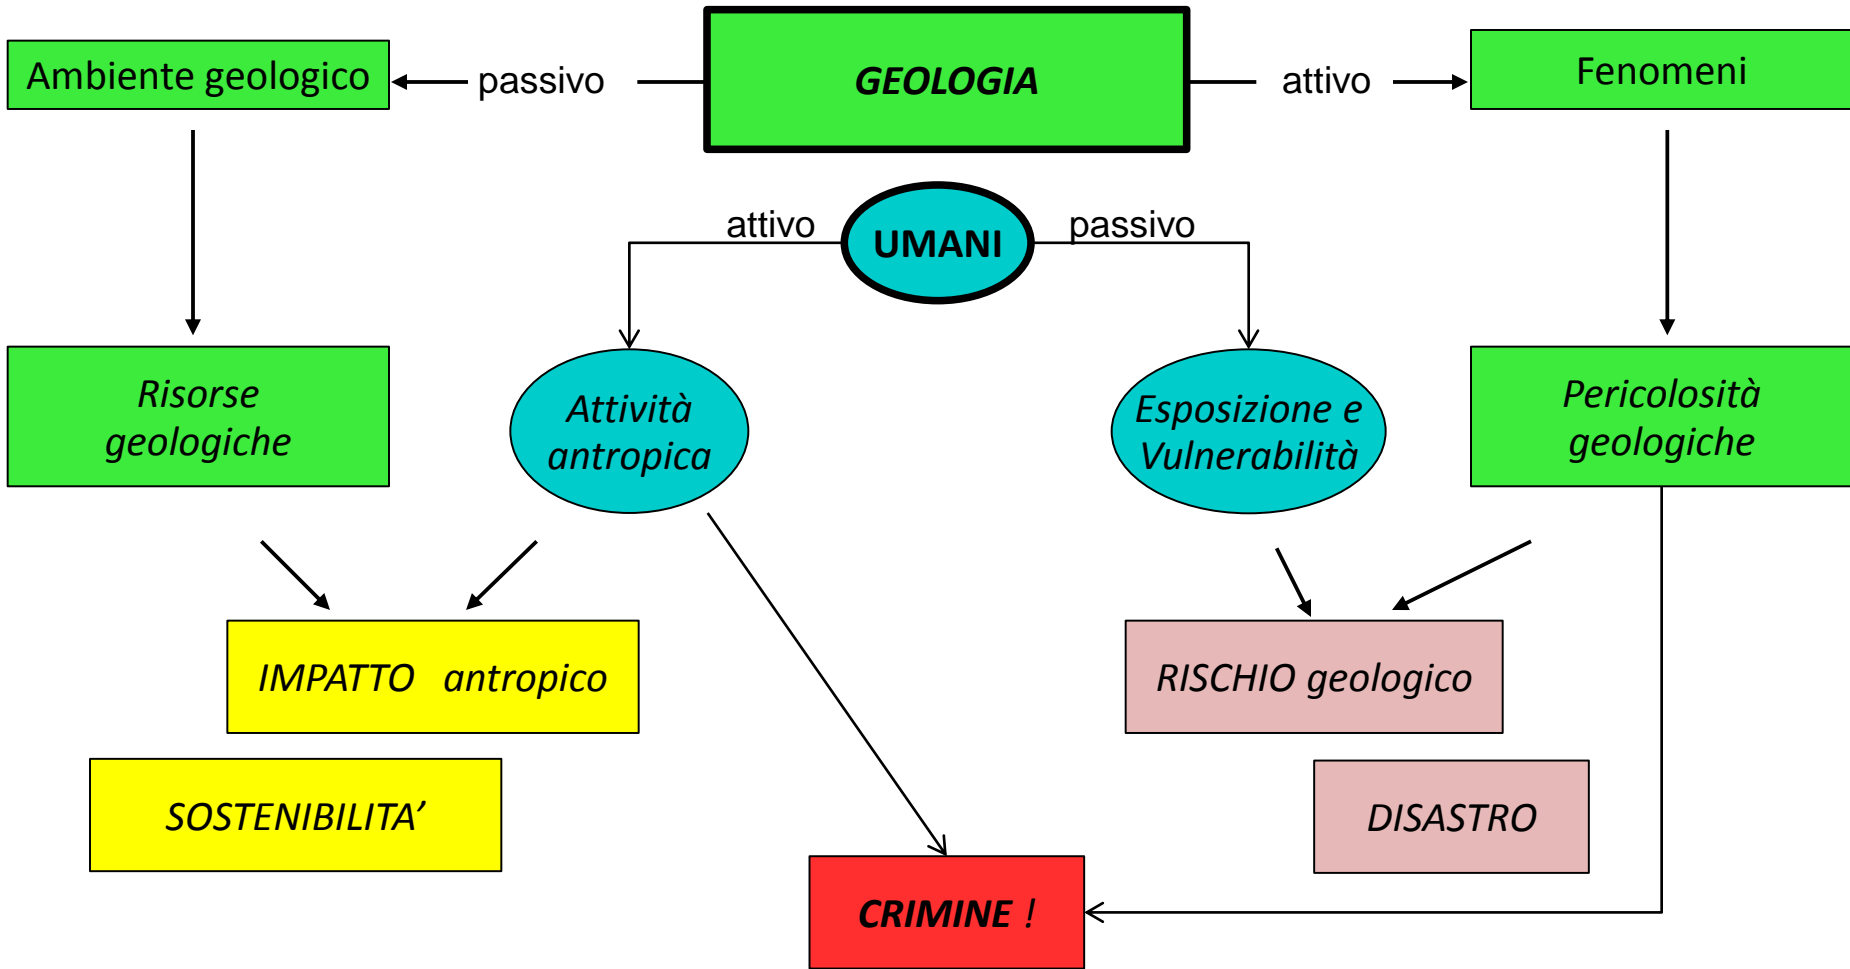 Ambiente geologico
passivo
GEOLOGIA
attivo
Fenomeni
attivo
UMANI
passivo
Risorse
geologiche
Attività
antropica
Esposizione e
Vulnerabilità
Pericolosità
geologiche
IMPATTO antropico
RISCHIO geologico
SOSTENIBILITA’
DISASTRO
CRIMINE !